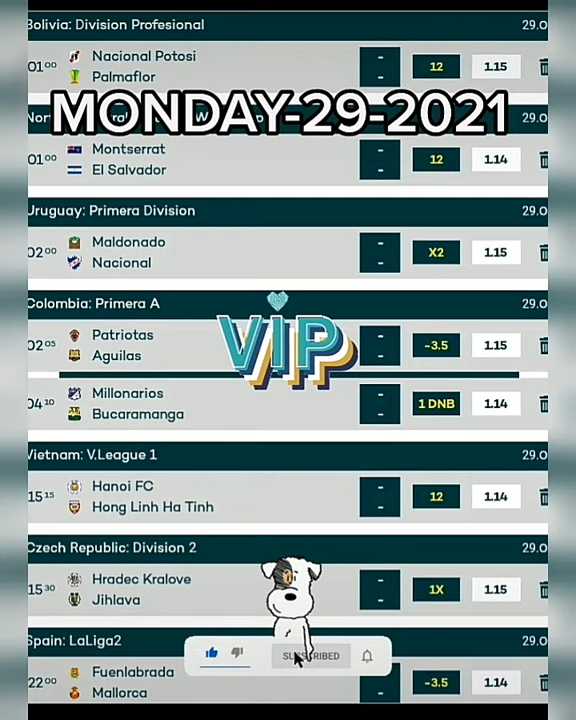 Bolivia: Division Profesional 29.0
01 00 Nacional Potosi - 12 1.15
Palmaflor -
MONDAY-29-2021
01 00 Montserrat - 12 1.14
El Salvador -
Uruguay: Primera Division 29.0
02 00 Maldonado - X2 1.15
Nacional -
Colombia: Primera A 29.0
02 05 Patriotas - -3.5 1.15
Aguilas -
VIP
04 10 Millonarios - 1 DNB 1.14
Bucaramanga -
Vietnam: V.League 1 29.0
15 15 Hanoi FC - 12 1.14
Hong Linh Ha Tinh -
Czech Republic: Division 2 29.0
15 30 Hradec Kralove - 1X 1.15
Jihlava -
Spain: LaLiga2 29.0
SUBSCRIBED
22 00 Fuenlabrada - -3.5 1.14
Mallorca -